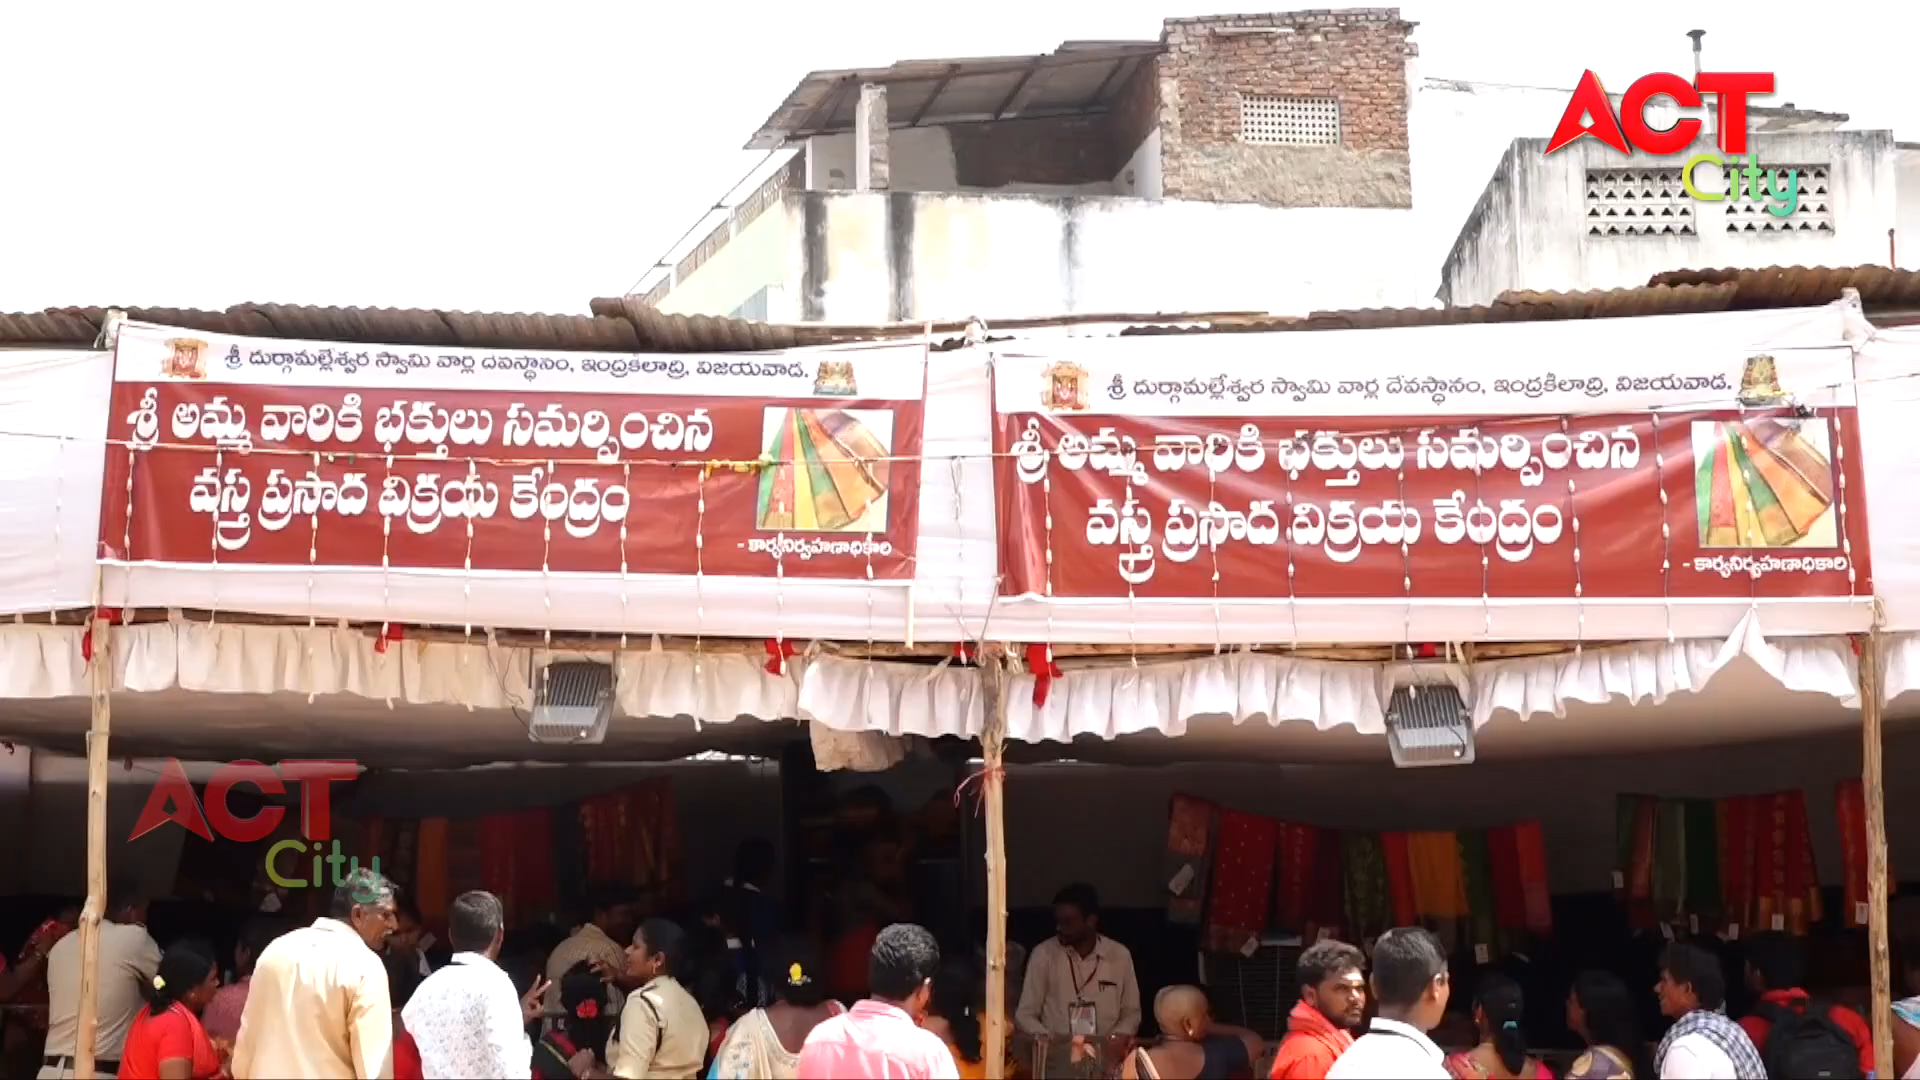 ACT
City
శ్రీ దుర్గామల్లేశ్వర స్వామి వార్ల దేవస్థానం, ఇంద్రకీలాద్రి, విజయవాడ.
శ్రీ అమ్మ వారికి భక్తులు సమర్పించిన
వస్త్ర ప్రసాద విక్రయ కేంద్రం
- కార్యనిర్వహణాధికారి
శ్రీ దుర్గామల్లేశ్వర స్వామి వార్ల దేవస్థానం, ఇంద్రకీలాద్రి, విజయవాడ.
శ్రీ అమ్మ వారికి భక్తులు సమర్పించిన
వస్త్ర ప్రసాద విక్రయ కేంద్రం
- కార్యనిర్వహణాధికారి
ACT
City